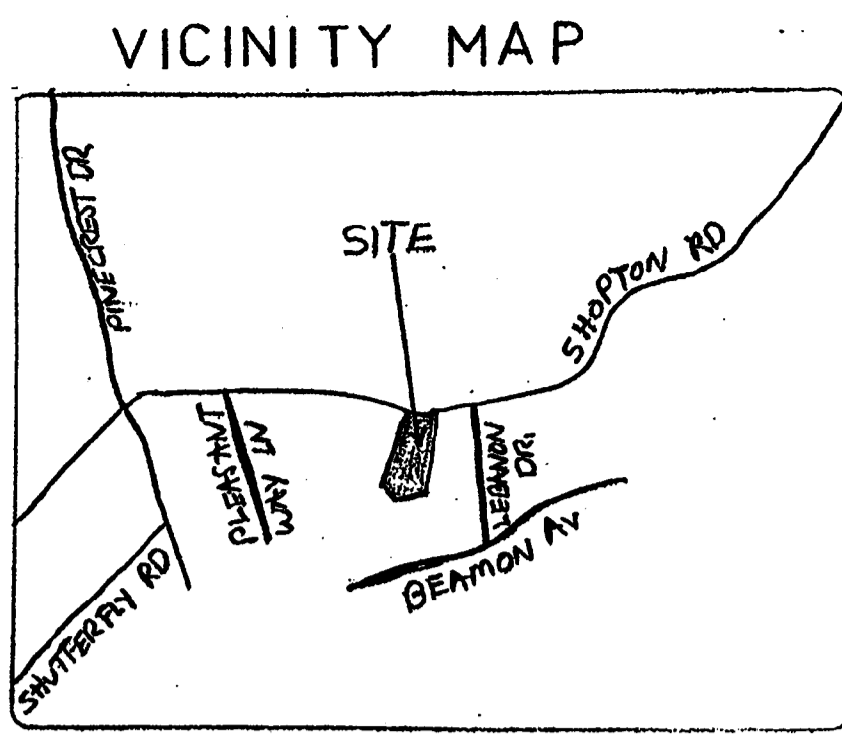 VICINITY MAP
PINECREST DR
SITE
SHOPTON RD
PLEASANT
WAY LN
LEBANON
DR.
BEAMON AV
SHUTTERFLY RD